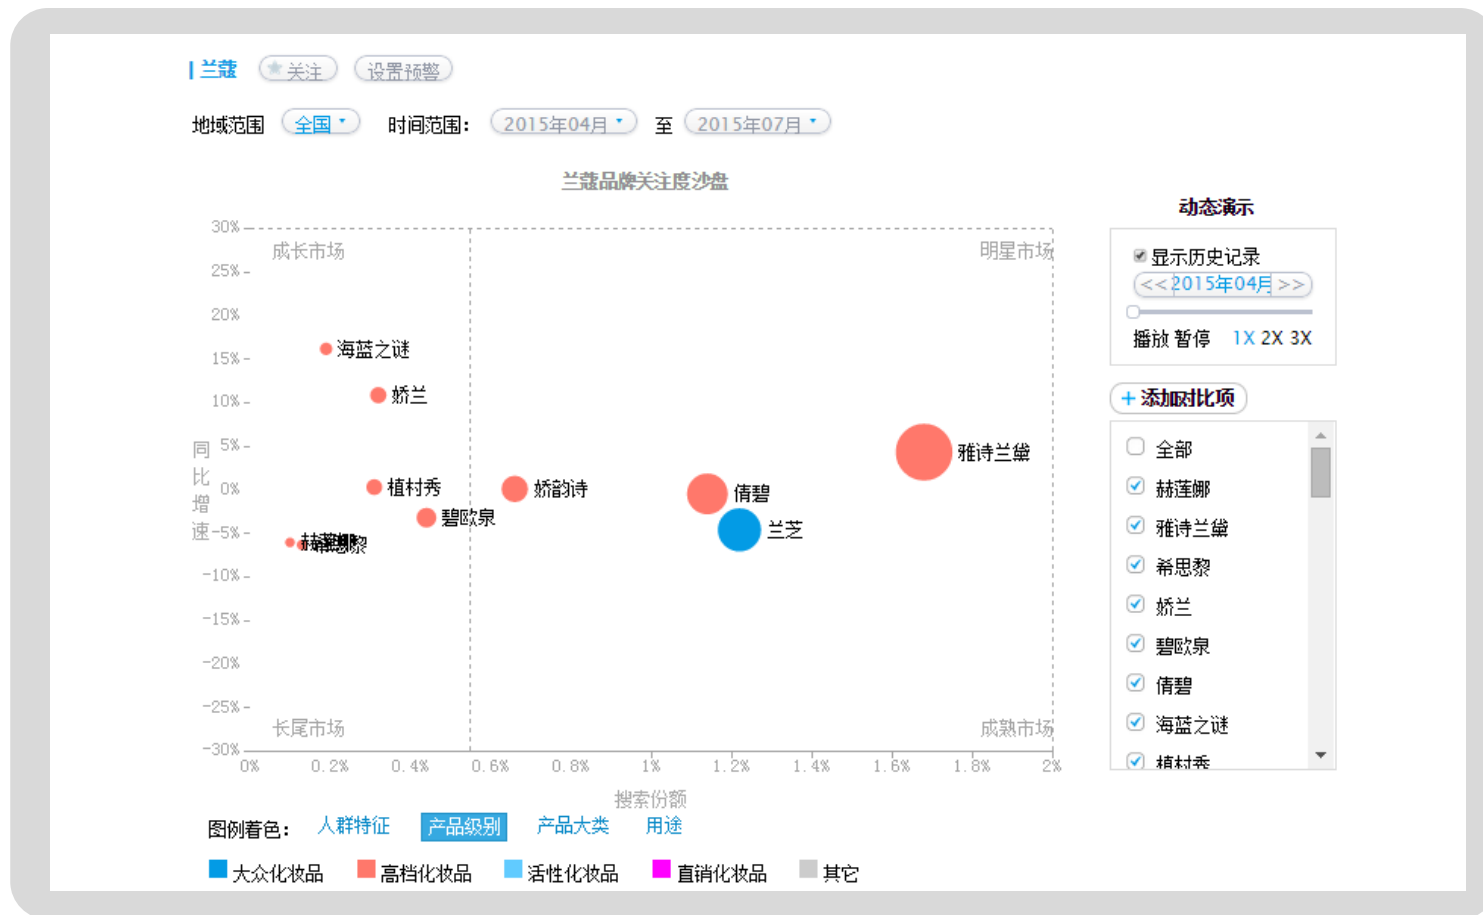 兰蔻 关注 设置预警
地域范围 全国 时间范围： 2015年04月 至 2015年07月
兰蔻品牌关注度沙盘
动态演示
30%
成长市场 明星市场
显示历史记录
25%
<< 2015年04月 >>
20%
播放 暂停 1X 2X 3X
海蓝之谜
15%
娇兰
10%
+ 添加对比项
同比增速
5%
雅诗兰黛
全部
0%
植村秀 娇韵诗 倩碧
赫莲娜
碧欧泉
兰芝
雅诗兰黛
-5%
赫莲娜
希思黎
希思黎
-10%
娇兰
-15%
碧欧泉
-20%
倩碧
-25%
长尾市场 成熟市场
海蓝之谜
-30%
植村秀
0% 0.2% 0.4% 0.6% 0.8% 1% 1.2% 1.4% 1.6% 1.8% 2%
搜索份额
图例着色： 人群特征 产品级别 产品大类 用途
大众化妆品 高档化妆品 活性化妆品 直销化妆品 其它